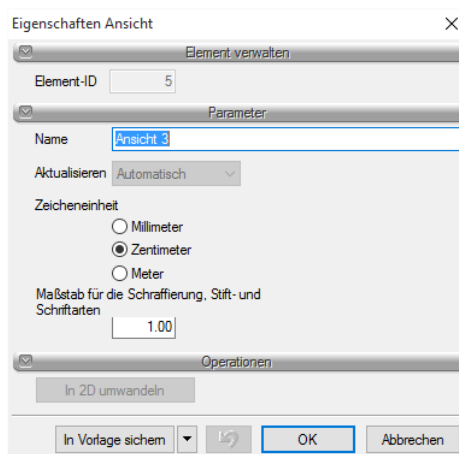 Eigenschaften Ansicht
Element verwalten
Element-ID 5
Parameter
Name Ansicht 3
Aktualisieren Automatisch
Zeicheneinheit
Millimeter
Zentimeter
Meter
Maßstab für die Schraffierung, Stift- und
Schriftarten
1.00
Operationen
In 2D umwandeln
In Vorlage sichern OK Abbrechen